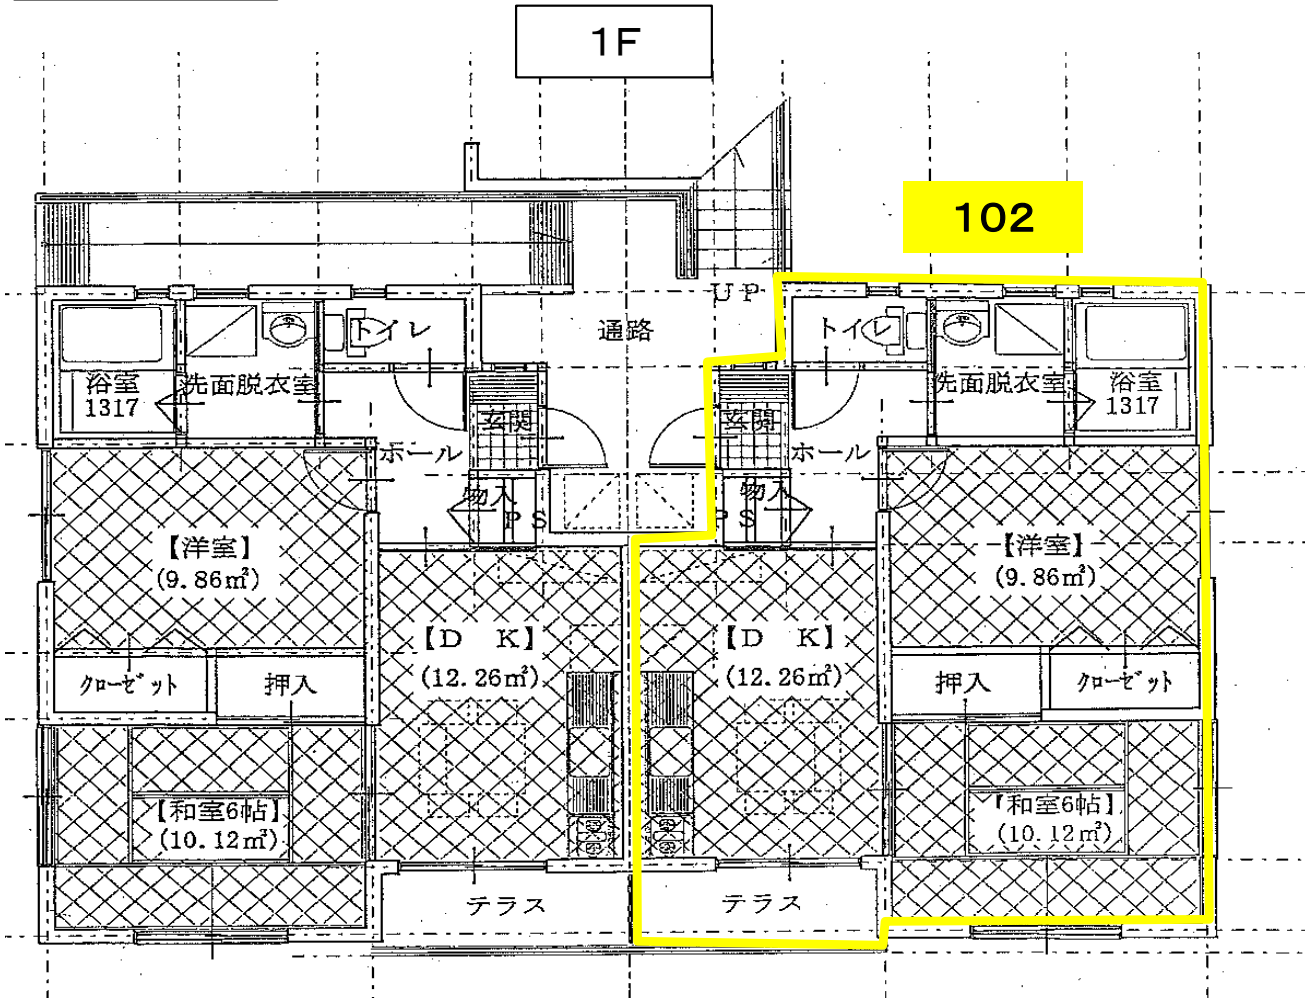 1F
102
UP
トイレ
通路
トイレ
浴室
1317
洗面脱衣室
玄関
玄関
洗面脱衣室
浴室
1317
ホール
ホール
物入
PS
物入
PS
【洋室】
(9.86㎡)
【洋室】
(9.86㎡)
【D K】
(12.26㎡)
【D K】
(12.26㎡)
クローゼット
押入
押入
クローゼット
【和室6帖】
(10.12㎡)
【和室6帖】
(10.12㎡)
テラス
テラス